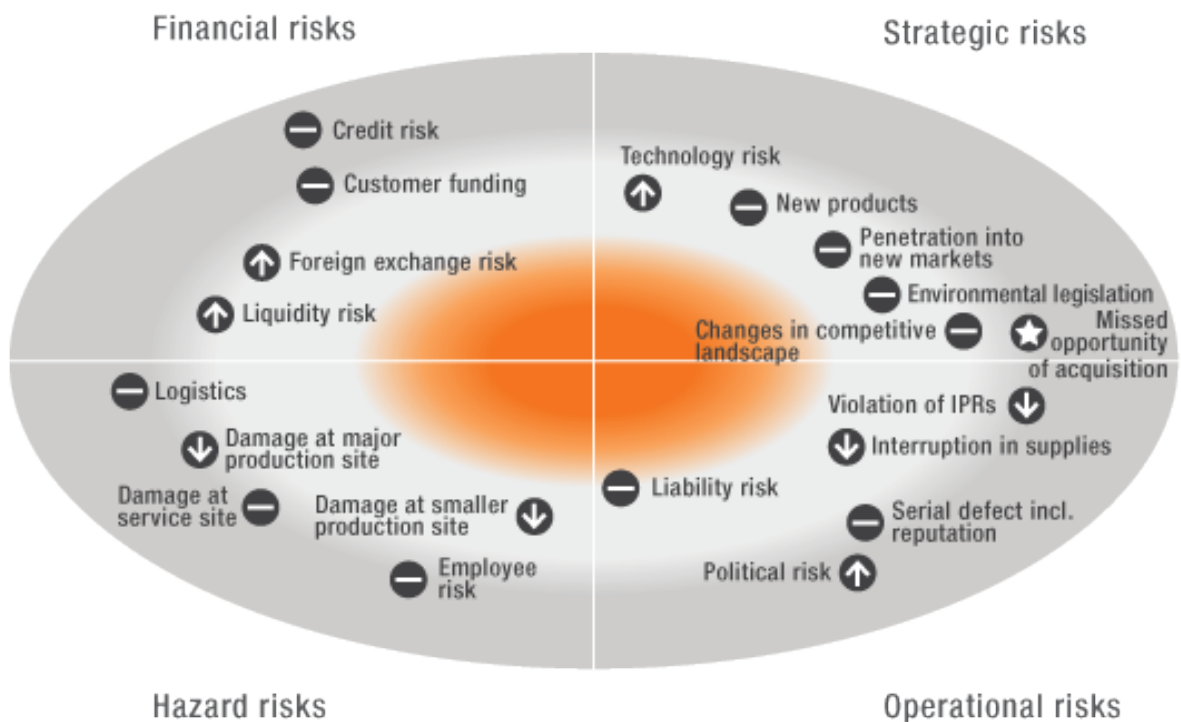 Financial risks
Strategic risks
Credit risk
Customer funding
Foreign exchange risk
Liquidity risk
Technology risk
New products
Penetration into
new markets
Environmental legislation
Changes in competitive
landscape
Missed
opportunity
of acquisition
Logistics
Damage at major
production site
Damage at
service site
Damage at smaller
production site
Employee
risk
Violation of IPRs
Interruption in supplies
Liability risk
Serial defect incl.
reputation
Political risk
Hazard risks
Operational risks